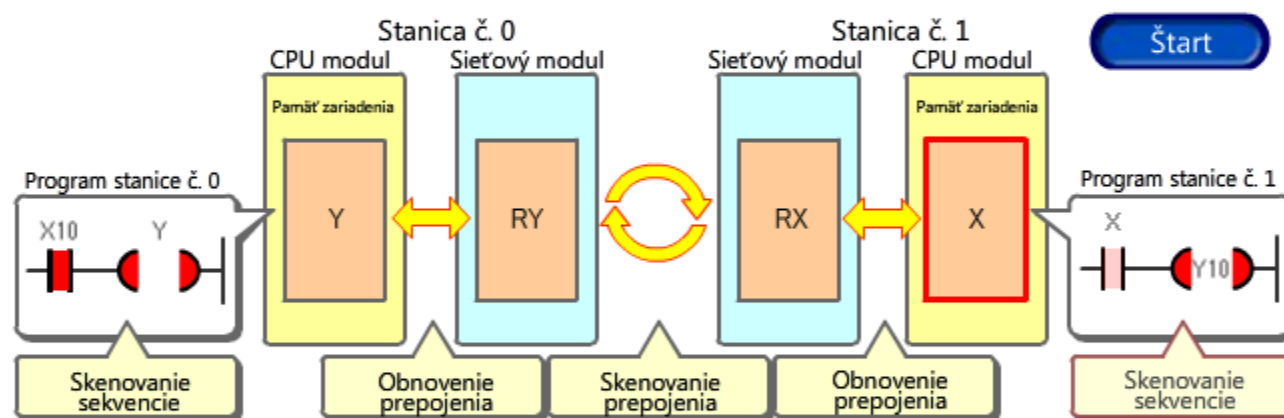 Stanica č. 0
Stanica č. 1
Štart
CPU modul
Sieťový modul
Sieťový modul
CPU modul
Pamäť zariadenia
Pamäť zariadenia
Program stanice č. 0
Program stanice č. 1
X10
Y
Y
RY
RX
X
X
Y10
Skenovanie
sekvencie
Obnovenie
prepojenia
Skenovanie
prepojenia
Obnovenie
prepojenia
Skenovanie
sekvencie